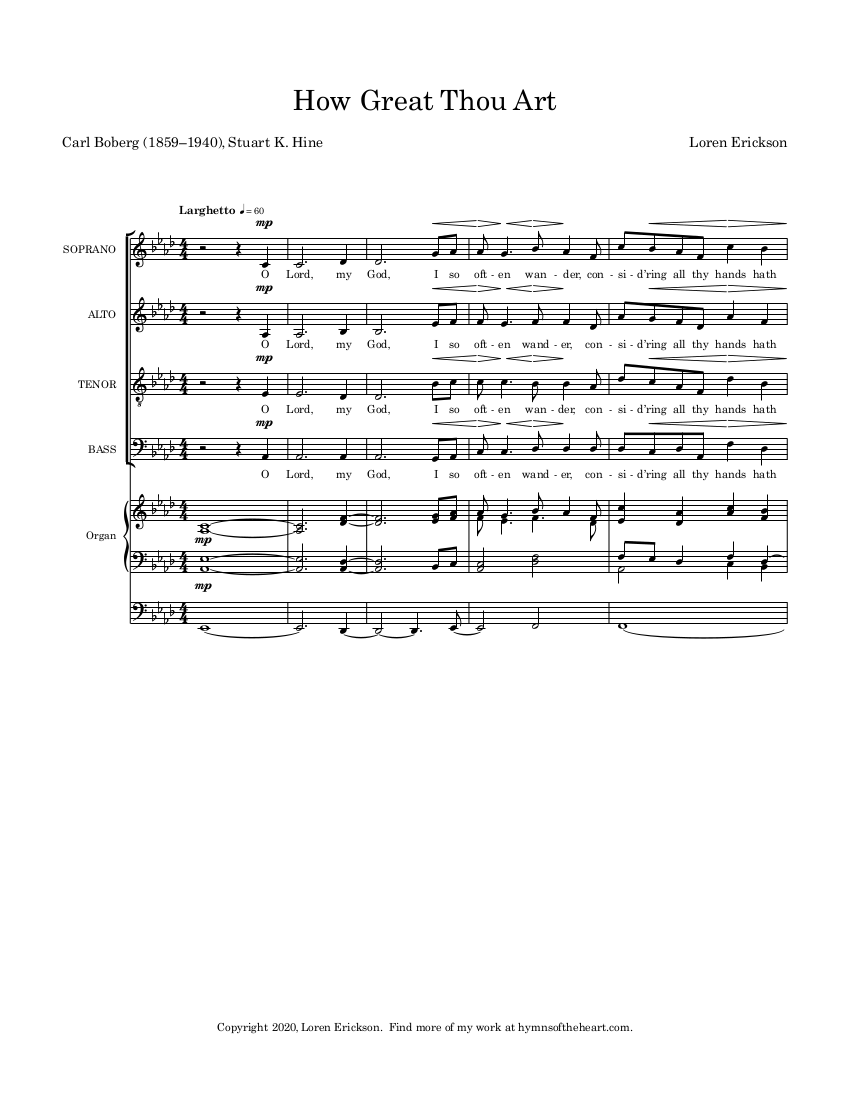 How Great Thou Art
Carl Boberg (1859–1940), Stuart K. Hine
Loren Erickson
Larghetto ♩= 60
mp
SOPRANO
O Lord, my God, I so oft - en wan - der, con - si - d’ring all thy hands hath
mp
ALTO
O Lord, my God, I so oft - en wand - er, con - si - d’ring all thy hands hath
mp
TENOR
8
O Lord, my God, I so oft - en wan - der, con - si - d’ring all thy hands hath
mp
BASS
O Lord, my God, I so oft - en wand - er, con - si - d’ring all thy hands hath
Organ
mp
mp
Copyright 2020, Loren Erickson. Find more of my work at hymnsoftheheart.com.